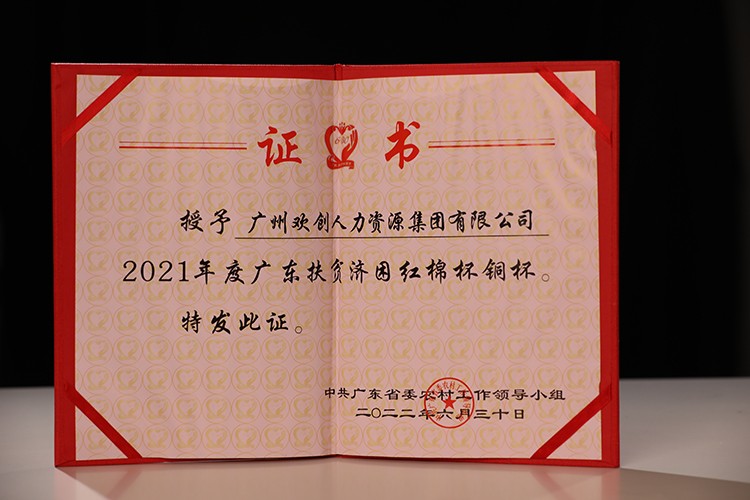 证书
授予 广州欢创人力资源集团有限公司
2021年度广东扶贫济困红棉杯铜杯。
特发此证。
中共广东省委农村工作领导小组
二〇二二年六月三十日